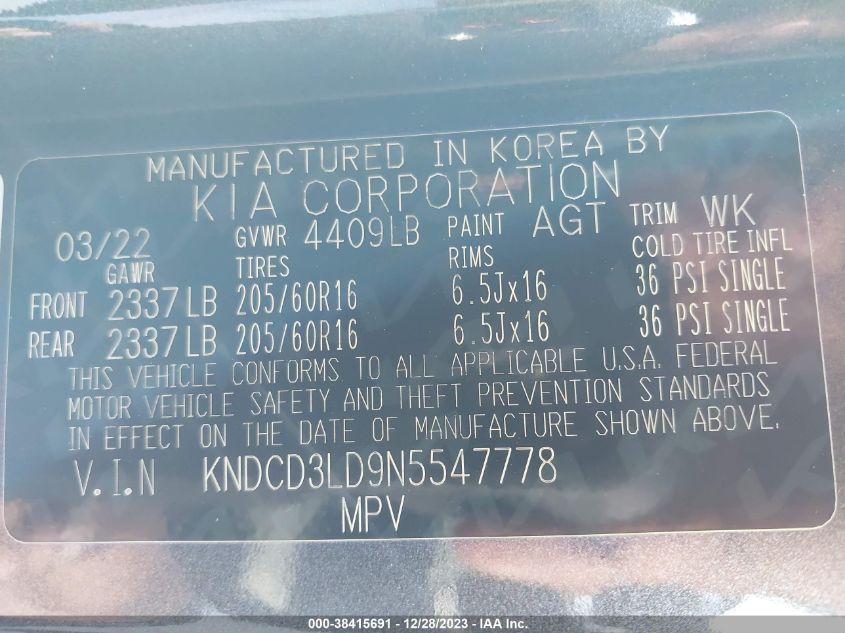 MANUFACTURED IN KOREA BY
KIA CORPORATION
03/22 GVWR 4409LB PAINT AGT TRIM WK
GAWR TIRES RIMS COLD TIRE INFL
FRONT 2337LB 205/60R16 6.5Jx16 36 PSI SINGLE
REAR 2337LB 205/60R16 6.5Jx16 36 PSI SINGLE
THIS VEHICLE CONFORMS TO ALL APPLICABLE U.S.A. FEDERAL
MOTOR VEHICLE SAFETY AND THEFT PREVENTION STANDARDS
IN EFFECT ON THE DATE OF MANUFACTURE SHOWN ABOVE.
V.I.N KNDCD3LD9N5547778
MPV
000-38415691 - 12/28/2023 - IAA Inc.